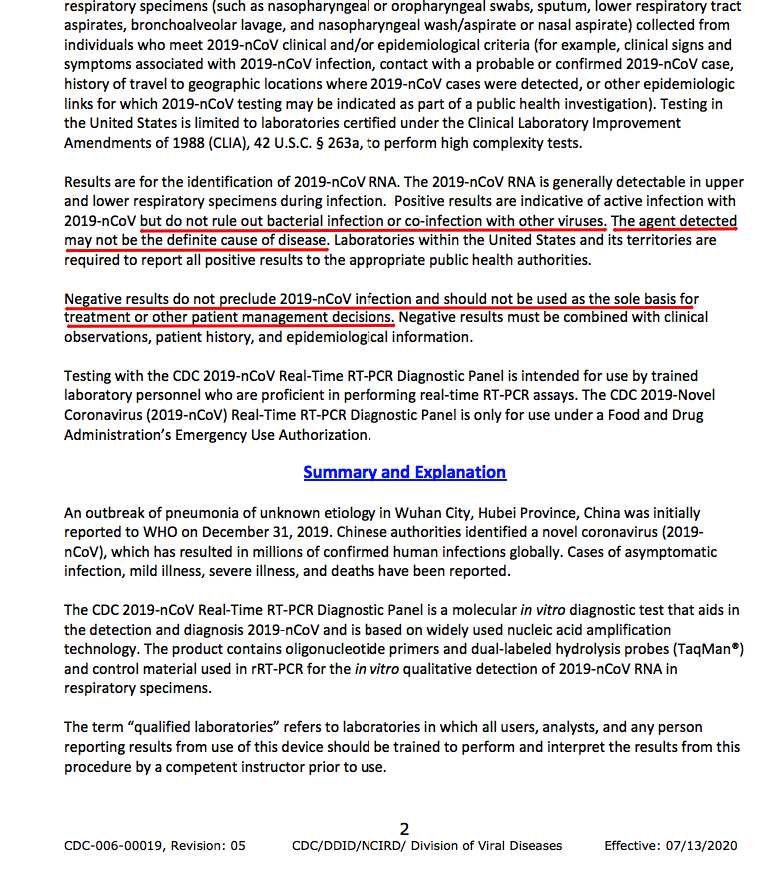 respiratory specimens (such as nasopharyngeal or oropharyngeal swabs, sputum, lower respiratory tract
aspirates, bronchoalveolar lavage, and nasopharyngeal wash/aspirate or nasal aspirate) collected from
individuals who meet 2019-nCoV clinical and/or epidemiological criteria (for example, clinical signs and
symptoms associated with 2019-nCoV infection, contact with a probable or confirmed 2019-nCoV case,
history of travel to geographic locations where 2019-nCoV cases were detected, or other epidemiologic
links for which 2019-nCoV testing may be indicated as part of a public health investigation). Testing in
the United States is limited to laboratories certified under the Clinical Laboratory Improvement
Amendments of 1988 (CLIA), 42 U.S.C. § 263a, to perform high complexity tests.
Results are for the identification of 2019-nCoV RNA. The 2019-nCoV RNA is generally detectable in upper
and lower respiratory specimens during infection. Positive results are indicative of active infection with
2019-nCoV but do not rule out bacterial infection or co-infection with other viruses. The agent detected
may not be the definite cause of disease. Laboratories within the United States and its territories are
required to report all positive results to the appropriate public health authorities.
Negative results do not preclude 2019-nCoV infection and should not be used as the sole basis for
treatment or other patient management decisions. Negative results must be combined with clinical
observations, patient history, and epidemiological information.
Testing with the CDC 2019-nCoV Real-Time RT-PCR Diagnostic Panel is intended for use by trained
laboratory personnel who are proficient in performing real-time RT-PCR assays. The CDC 2019-Novel
Coronavirus (2019-nCoV) Real-Time RT-PCR Diagnostic Panel is only for use under a Food and Drug
Administration's Emergency Use Authorization.
Summary and Explanation
An outbreak of pneumonia of unknown etiology in Wuhan City, Hubei Province, China was initially
reported to WHO on December 31, 2019. Chinese authorities identified a novel coronavirus (2019-
nCoV), which has resulted in millions of confirmed human infections globally. Cases of asymptomatic
infection, mild illness, severe illness, and deaths have been reported.
The CDC 2019-nCoV Real-Time RT-PCR Diagnostic Panel is a molecular in vitro diagnostic test that aids in
the detection and diagnosis 2019-nCoV and is based on widely used nucleic acid amplification
technology. The product contains oligonucleotide primers and dual-labeled hydrolysis probes (TaqMan®)
and control material used in rRT-PCR for the in vitro qualitative detection of 2019-nCoV RNA in
respiratory specimens.
The term "qualified laboratories" refers to laboratories in which all users, analysts, and any person
reporting results from use of this device should be trained to perform and interpret the results from this
procedure by a competent instructor prior to use.
2
CDC-006-00019, Revision: 05 CDC/DDID/NCIRD/ Division of Viral Diseases Effective: 07/13/2020